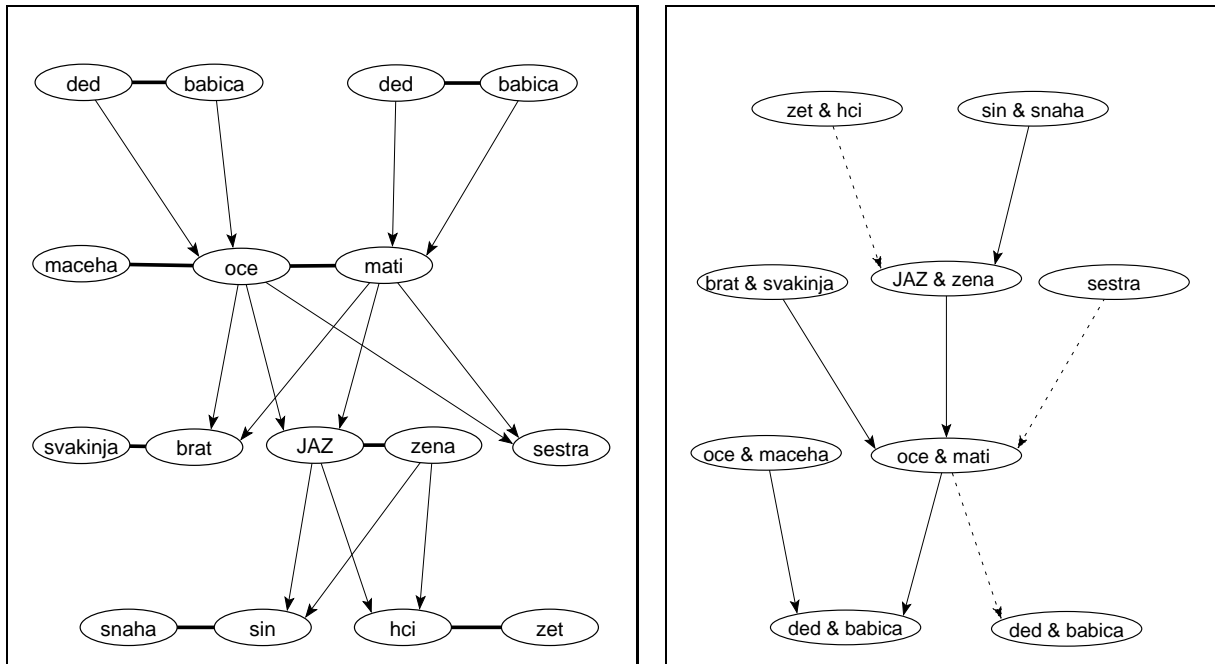 ded babica ded babica
maceha oce mati
svakinja brat JAZ zena sestra
snaha sin hci zet
zet & hci sin & snaha
brat & svakinja JAZ & zena sestra
oce & maceha oce & mati
ded & babica ded & babica